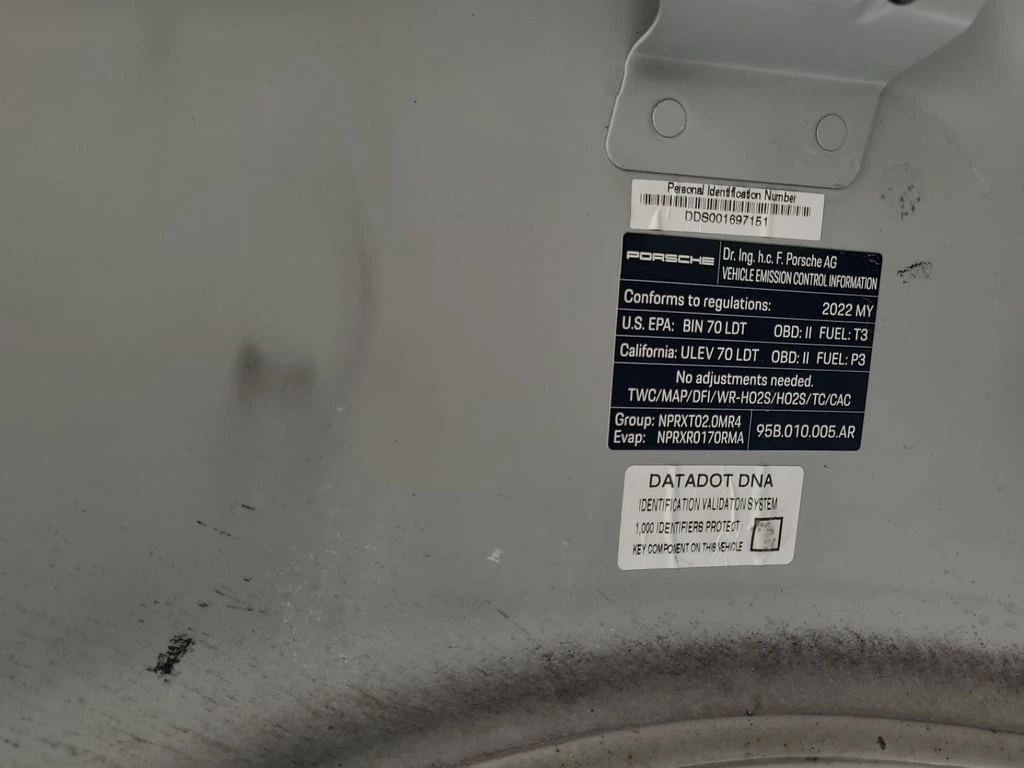 Personal Identification Number
DDS001697151
PORSCHE
Dr. Ing. h.c. F. Porsche AG
VEHICLE EMISSION CONTROL INFORMATION
Conforms to regulations: 2022 MY
U.S. EPA: BIN 70 LDT OBD: II FUEL: T3
California: ULEV 70 LDT OBD: II FUEL: P3
No adjustments needed.
TWC/MAP/DFI/WR-HO2S/HO2S/TC/CAC
Group: NPRXT02.0MR4
Evap: NPRXR0170RMA
95B.010.005.AR
DATADOT DNA
IDENTIFICATION VALIDATION SYSTEM
1,000 IDENTIFIERS PROTECT
KEY COMPONENT ON THIS VEHICLE